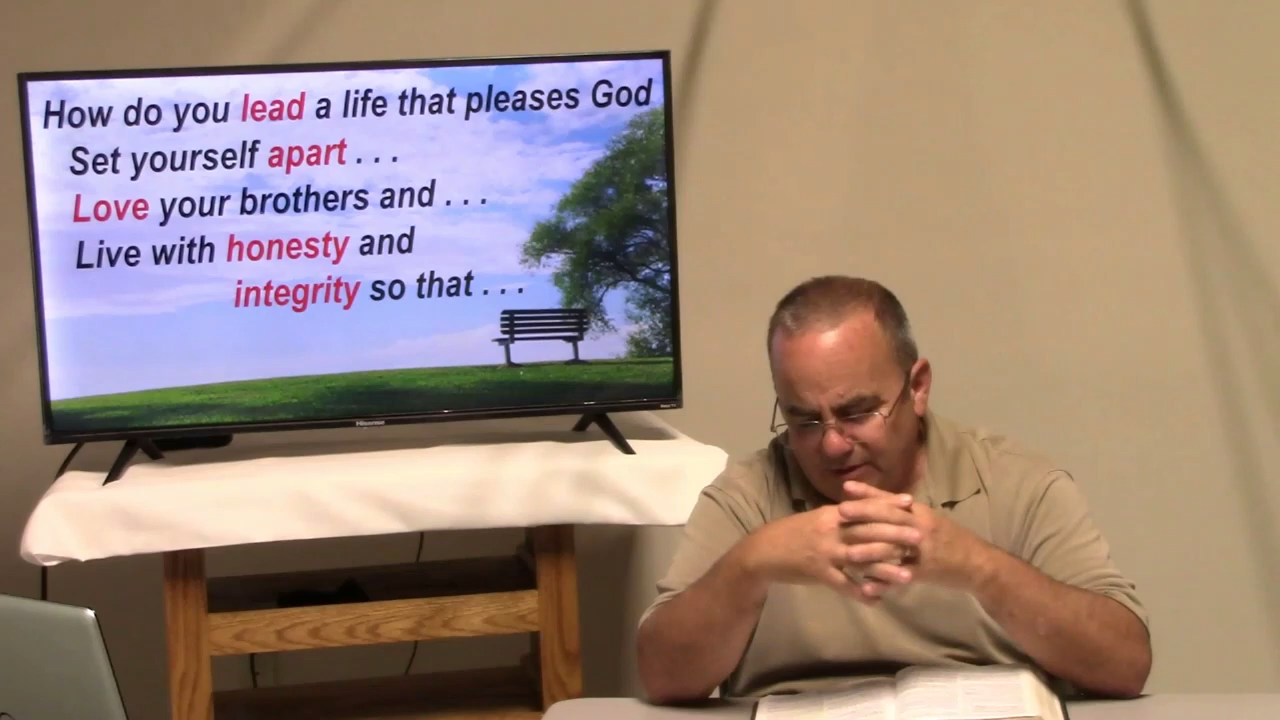 How do you lead a life that pleases God
Set yourself apart . . .
Love your brothers and . . .
Live with honesty and
integrity so that . . .
Hisense